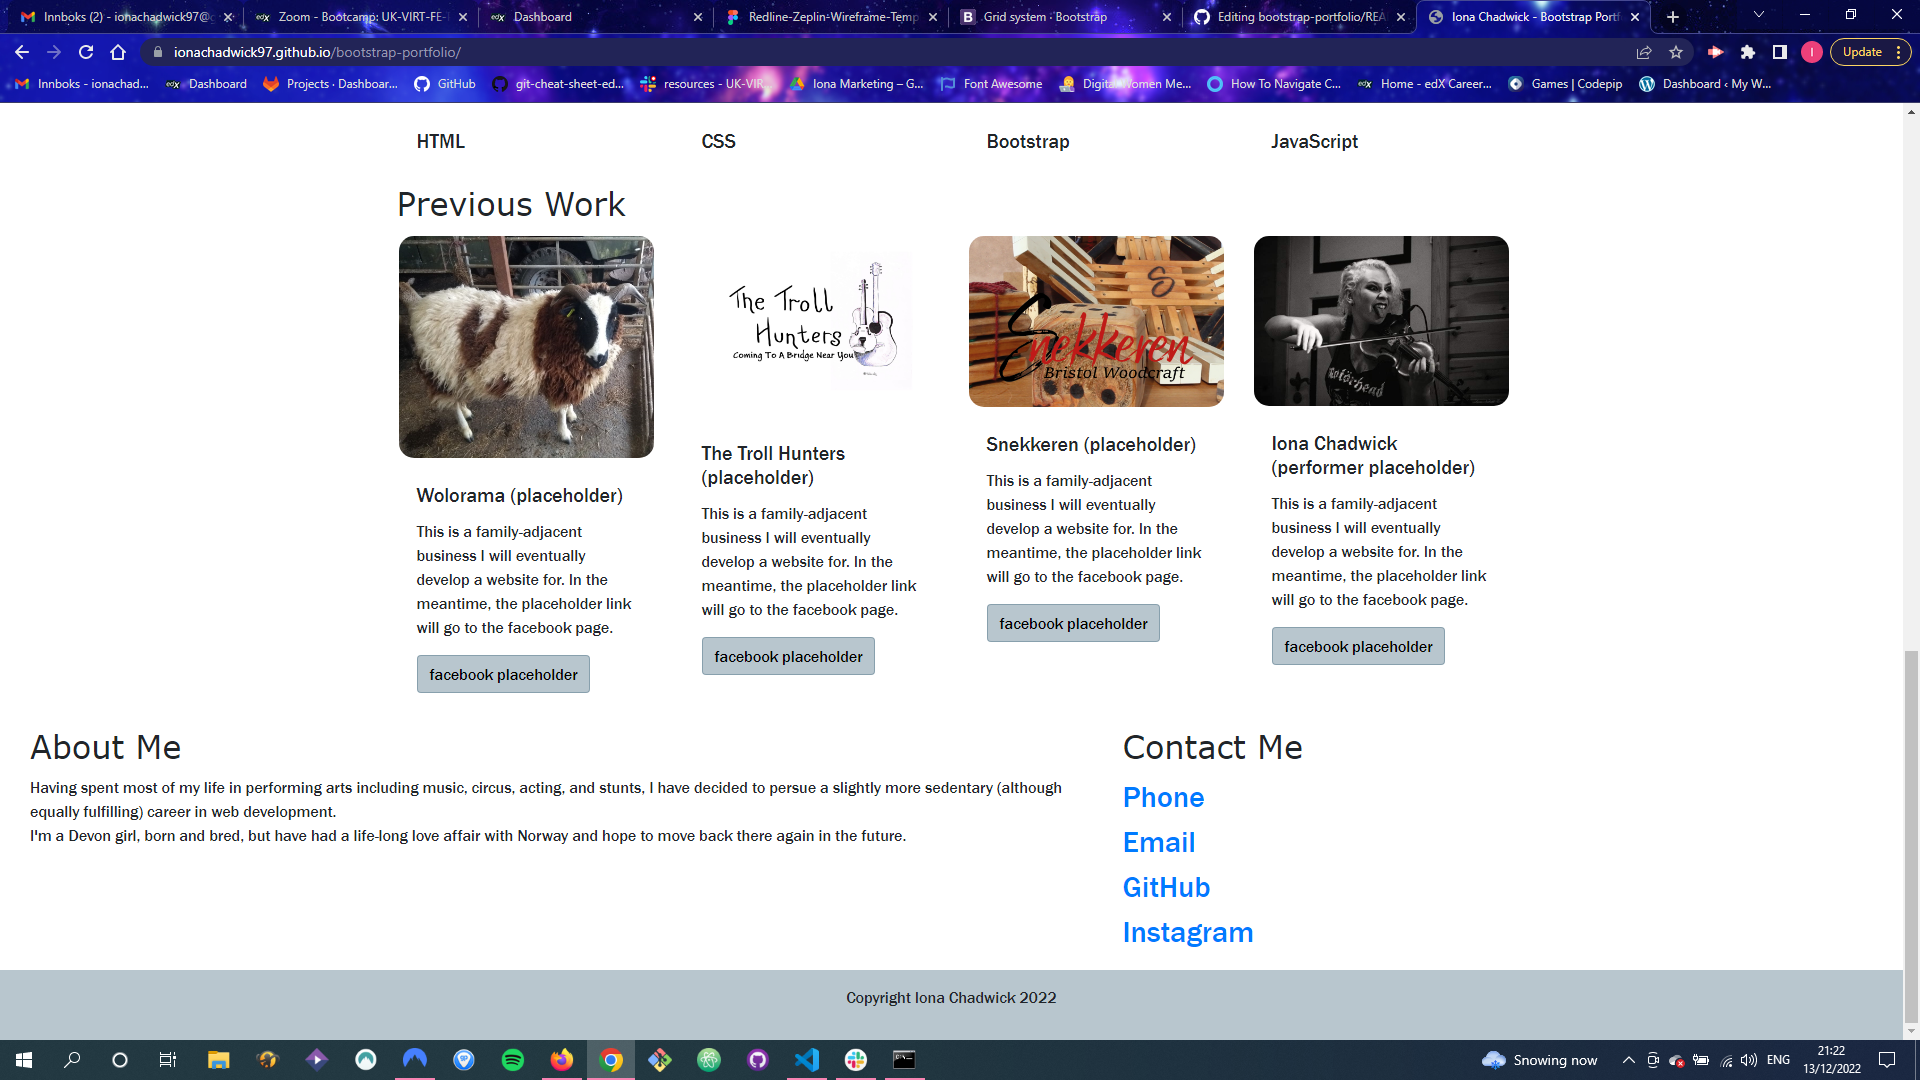 Innboks (2) - ionachadwick97@g
Zoom - Bootcamp: UK-VIRT-FE-
Dashboard
Redline-Zeplin-Wireframe-Temp
Grid system · Bootstrap
Editing bootstrap-portfolio/REA
Iona Chadwick - Bootstrap Portf
ionachadwick97.github.io/bootstrap-portfolio/
I
Update
Innboks - ionachad...
Dashboard
Projects · Dashboar...
GitHub
git-cheat-sheet-ed...
resources - UK-VIR...
Iona Marketing – G...
Font Awesome
Digital Women Me...
How To Navigate C...
Home - edX Career...
Games | Codepip
Dashboard ‹ My W...
HTML
CSS
Bootstrap
JavaScript
Previous Work
The Troll
Hunters
Coming To A Bridge Near You
S
Snekkeren
Bristol Woodcraft
Motörhead
Wolorama (placeholder)
This is a family-adjacent
business I will eventually
develop a website for. In the
meantime, the placeholder link
will go to the facebook page.
facebook placeholder
The Troll Hunters
(placeholder)
This is a family-adjacent
business I will eventually
develop a website for. In the
meantime, the placeholder link
will go to the facebook page.
facebook placeholder
Snekkeren (placeholder)
This is a family-adjacent
business I will eventually
develop a website for. In the
meantime, the placeholder link
will go to the facebook page.
facebook placeholder
Iona Chadwick
(performer placeholder)
This is a family-adjacent
business I will eventually
develop a website for. In the
meantime, the placeholder link
will go to the facebook page.
facebook placeholder
About Me
Having spent most of my life in performing arts including music, circus, acting, and stunts, I have decided to persue a slightly more sedentary (although
equally fulfilling) career in web development.
I'm a Devon girl, born and bred, but have had a life-long love affair with Norway and hope to move back there again in the future.
Contact Me
Phone
Email
GitHub
Instagram
Copyright Iona Chadwick 2022
Snowing now
ENG
21:22
13/12/2022